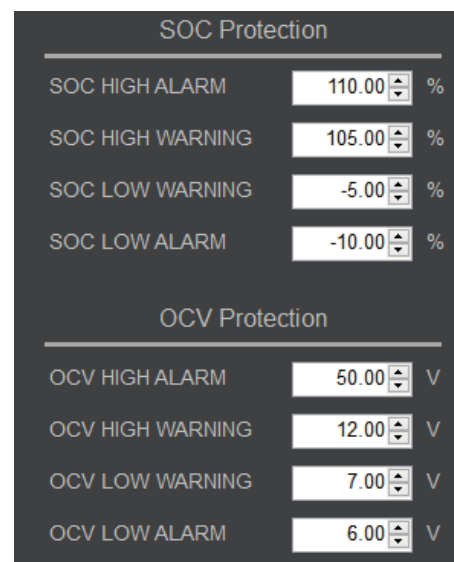 SOC Protection
SOC HIGH ALARM 110.00 %
SOC HIGH WARNING 105.00 %
SOC LOW WARNING -5.00 %
SOC LOW ALARM -10.00 %
OCV Protection
OCV HIGH ALARM 50.00 V
OCV HIGH WARNING 12.00 V
OCV LOW WARNING 7.00 V
OCV LOW ALARM 6.00 V